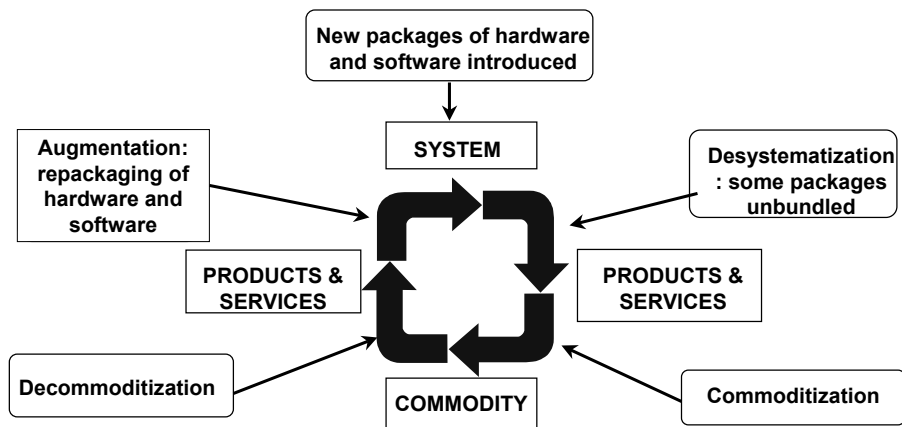 New packages of hardware
and software introduced
SYSTEM
Augmentation:
repackaging of
hardware and
software
Desystematization
: some packages
unbundled
PRODUCTS &
SERVICES
PRODUCTS &
SERVICES
Decommoditization
COMMODITY
Commoditization